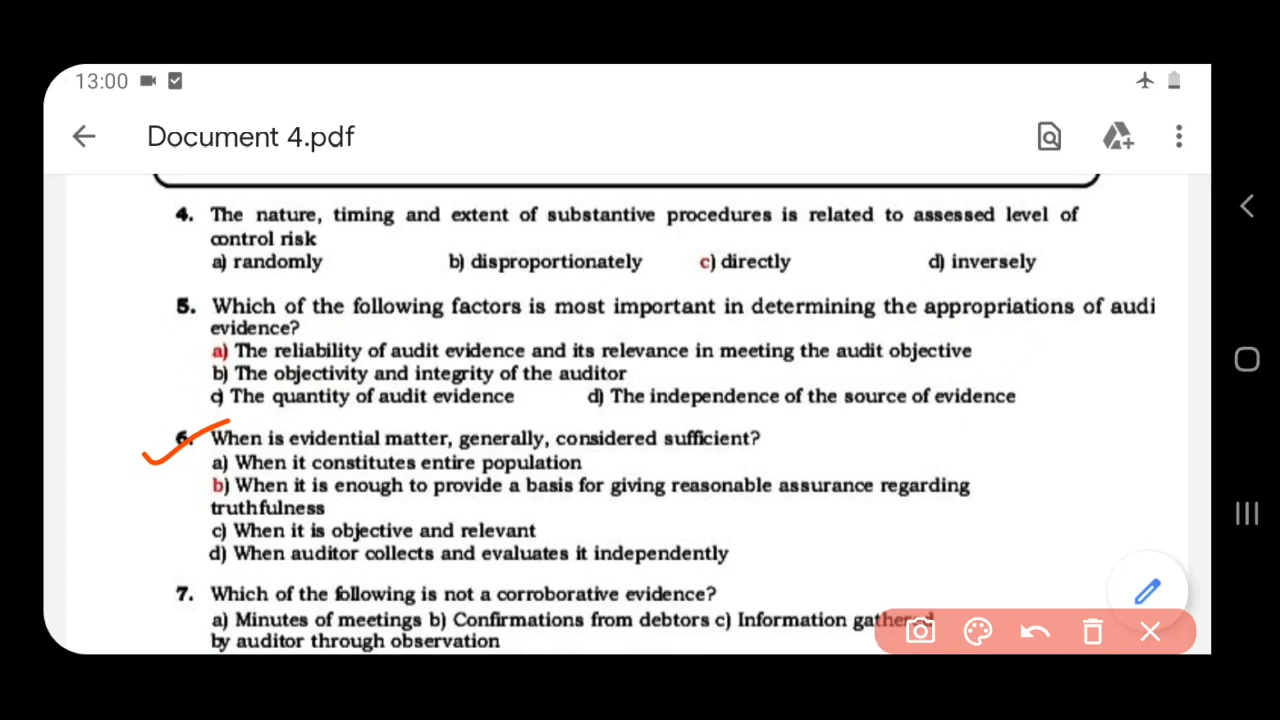 13:00
Document 4.pdf
4. The nature, timing and extent of substantive procedures is related to assessed level of
control risk
a) randomly b) disproportionately c) directly d) inversely
5. Which of the following factors is most important in determining the appropriations of audi
evidence?
a) The reliability of audit evidence and its relevance in meeting the audit objective
b) The objectivity and integrity of the auditor
c) The quantity of audit evidence d) The independence of the source of evidence
6. When is evidential matter, generally, considered sufficient?
a) When it constitutes entire population
b) When it is enough to provide a basis for giving reasonable assurance regarding
truthfulness
c) When it is objective and relevant
d) When auditor collects and evaluates it independently
7. Which of the following is not a corroborative evidence?
a) Minutes of meetings b) Confirmations from debtors c) Information gathered
by auditor through observation